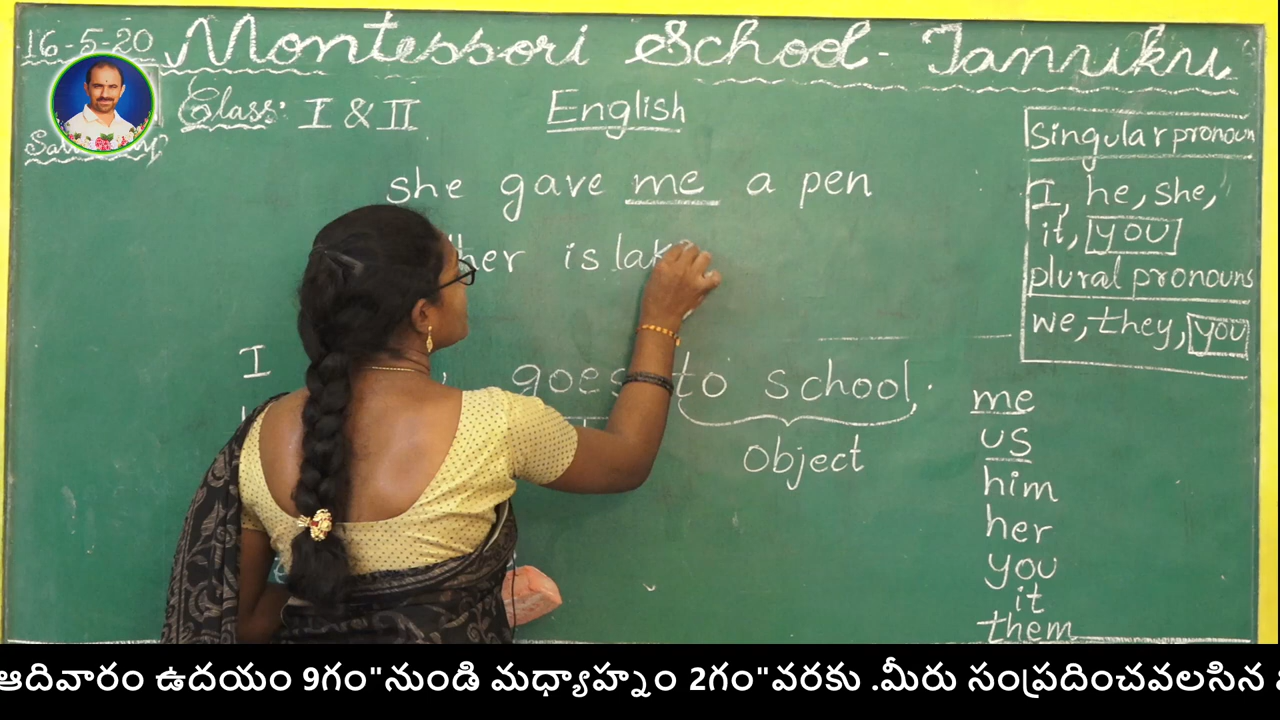 16-5-20 Montessori School - Tanuku
Class: I & II
English
she gave me a pen
is lak
I goes to school.
object
Singular pronoun
I, he, she,
it, you
plural pronouns
we, they, you
me
us
him
her
you
it
them
ఆదివారం ఉదయం 9గం"నుండి మధ్యాహ్నం 2గం"వరకు .మీరు సంప్రదించవలసిన